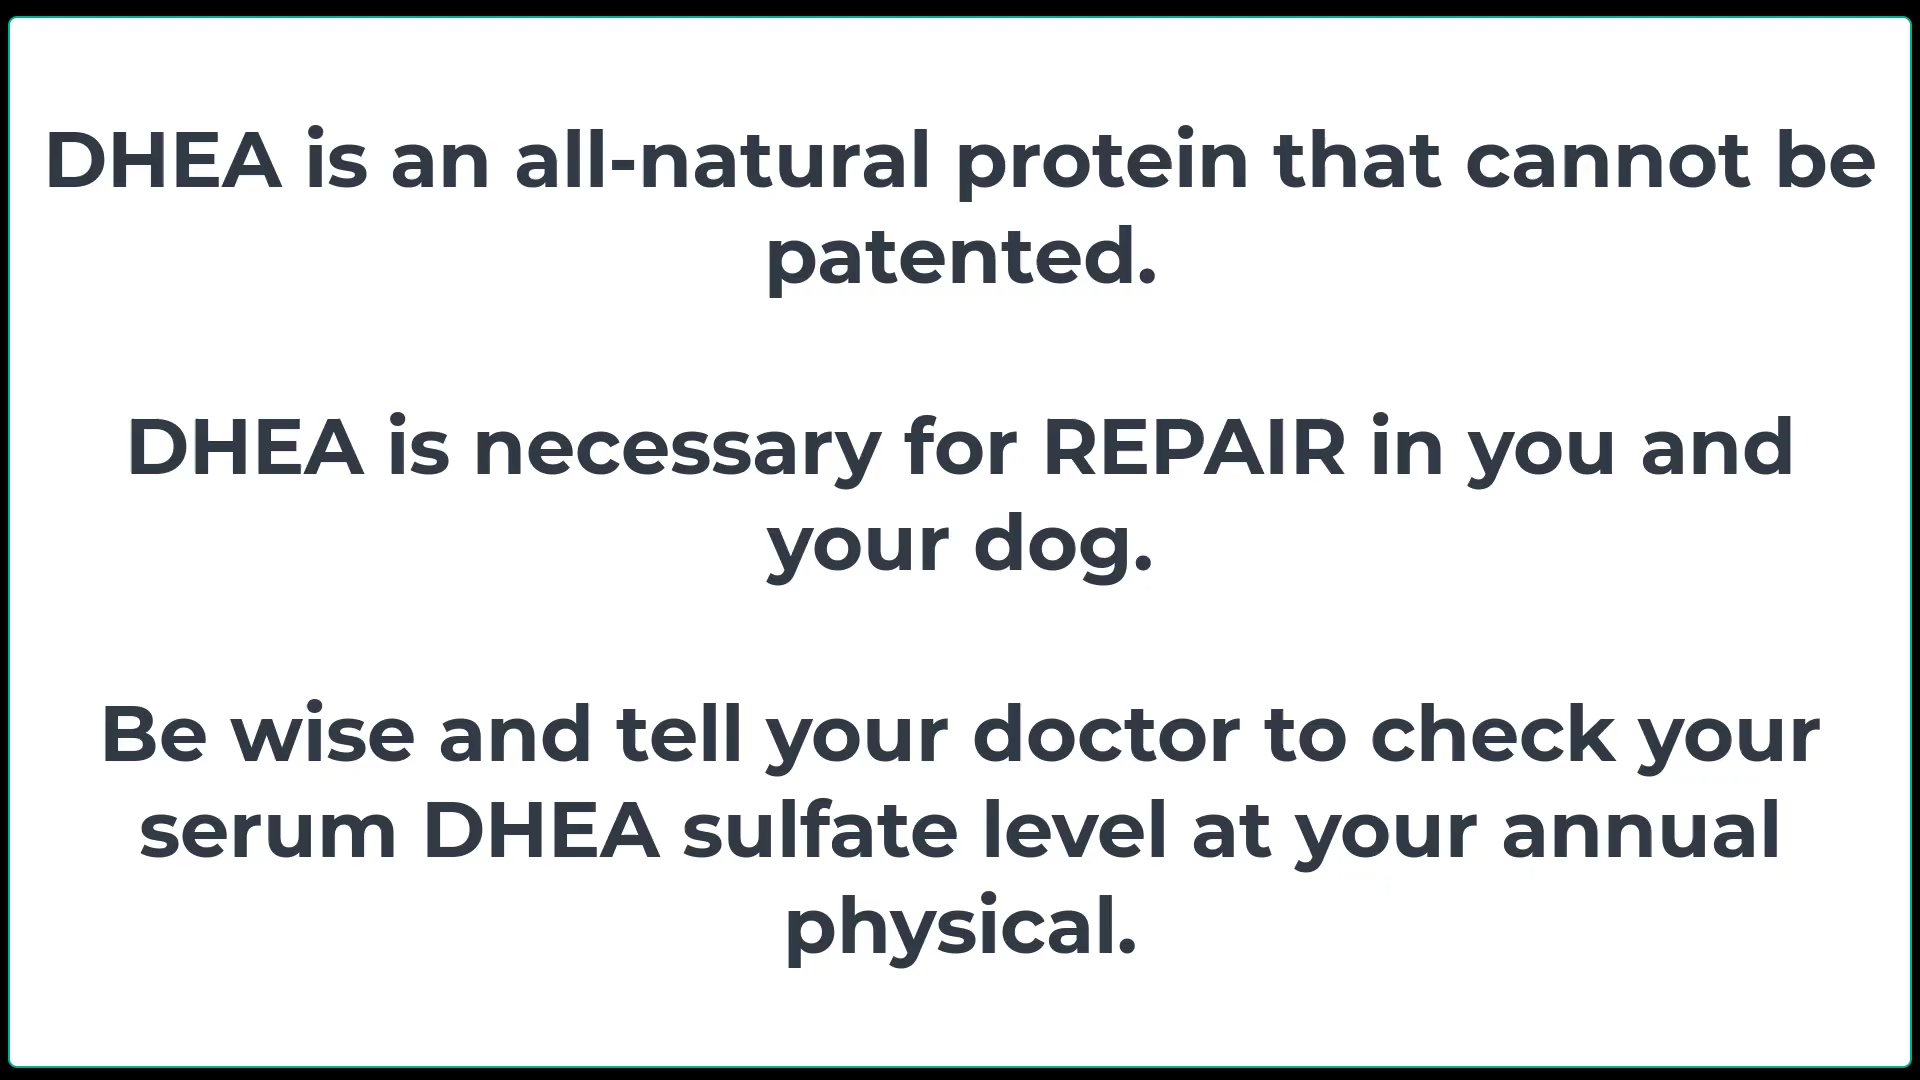 DHEA is an all-natural protein that cannot be
patented.
DHEA is necessary for REPAIR in you and
your dog.
Be wise and tell your doctor to check your
serum DHEA sulfate level at your annual
physical.